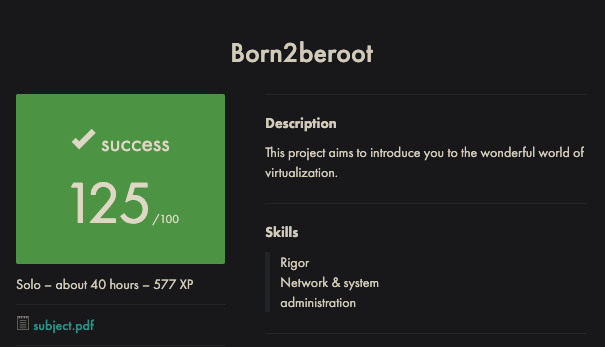 Born2beroot
success
125/100
Solo – about 40 hours – 577 XP
subject.pdf
Description
This project aims to introduce you to the wonderful world of
virtualization.
Skills
Rigor
Network & system
administration